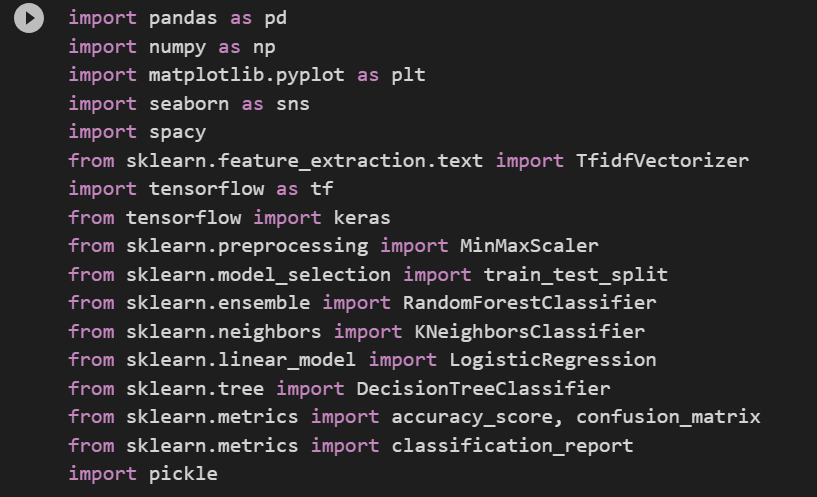 import pandas as pd
import numpy as np
import matplotlib.pyplot as plt
import seaborn as sns
import spacy
from sklearn.feature_extraction.text import TfidfVectorizer
import tensorflow as tf
from tensorflow import keras
from sklearn.preprocessing import MinMaxScaler
from sklearn.model_selection import train_test_split
from sklearn.ensemble import RandomForestClassifier
from sklearn.neighbors import KNeighborsClassifier
from sklearn.linear_model import LogisticRegression
from sklearn.tree import DecisionTreeClassifier
from sklearn.metrics import accuracy_score, confusion_matrix
from sklearn.metrics import classification_report
import pickle